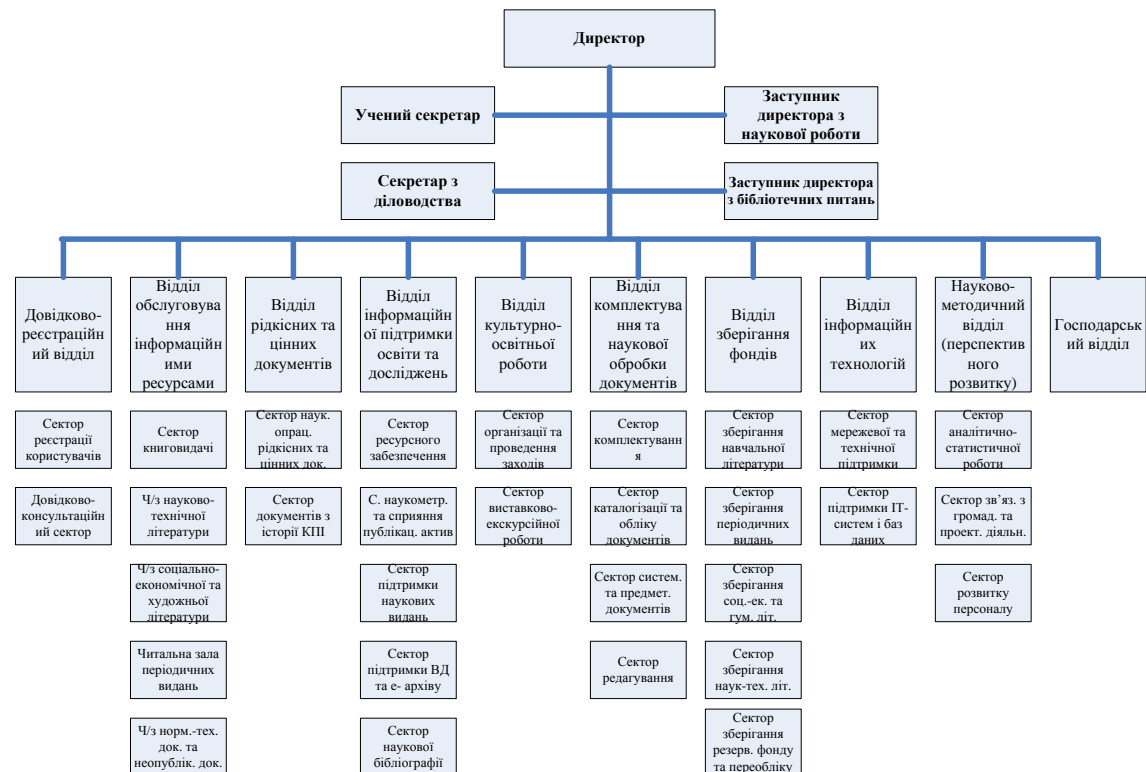 Директор
Учений секретар
Заступник
директора з
наукової роботи
Секретар з
діловодства
Заступник директора
з бібліотечних питань
Довідково-
реєстраційн
ий відділ
Відділ
обслуговува
ння
інформаційн
ими
ресурсами
Відділ
рідкісних та
цінних
документів
Відділ
інформаційн
ої підтримки
освіти та
досліджень
Відділ
культурно-
освітньої
роботи
Відділ
комплектува
ння та
наукової
обробки
документів
Відділ
зберігання
фондів
Відділ
інформаційн
их
технологій
Науково-
методичний
відділ
(перспектив
ного
розвитку)
Господарськ
ий відділ
Сектор
реєстрації
користувачів
Сектор
книговидачі
Сектор наук.
опрац.
рідкісних та
цінних док.
Сектор
ресурсного
забезпечення
Сектор
організації та
проведення
заходів
Сектор
комплектуванн
я
Сектор
зберігання
навчальної
літератури
Сектор
мережевої та
технічної
підтримки
Сектор
аналітично-
статистичної
роботи
Довідково-
консультаційн
ий сектор
Ч/з науково-
технічної
літератури
Сектор
документів з
історії КПІ
С. наукометр.
та сприяння
публікац. актив
Сектор
виставково-
екскурсійної
роботи
Сектор
каталогізації та
обліку
документів
Сектор
зберігання
періодичних
видань
Сектор
підтримки ІТ-
систем і баз
даних
Сектор зв’яз. з
громад. та
проект. діяльн.
Ч/з соціально-
економічної та
художньої
літератури
Сектор
підтримки
наукових
видань
Сектор систем.
та предмет.
документів
Сектор
зберігання
соц.-ек. та
гум. літ.
Сектор
розвитку
персоналу
Читальна зала
періодичних
видань
Сектор
підтримки ВД
та е- архіву
Сектор
редагування
Сектор
зберігання
наук-тех. літ.
Ч/з норм.-тех.
док. та
неопублік. док.
Сектор
наукової
бібліографії
Сектор
зберігання
резерв. фонду
та переобліку